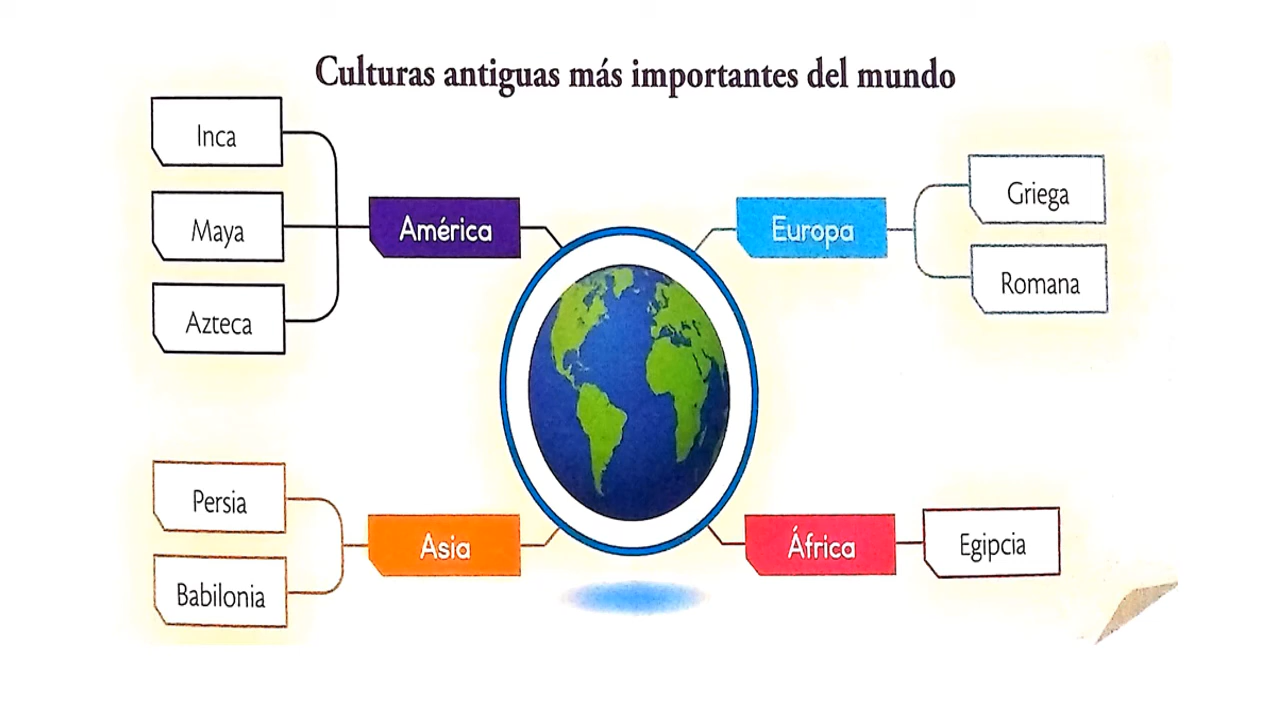 Culturas antiguas más importantes del mundo
Inca
Maya
Azteca
América
Europa
Griega
Romana
Persia
Babilonia
Asia
África
Egipcia